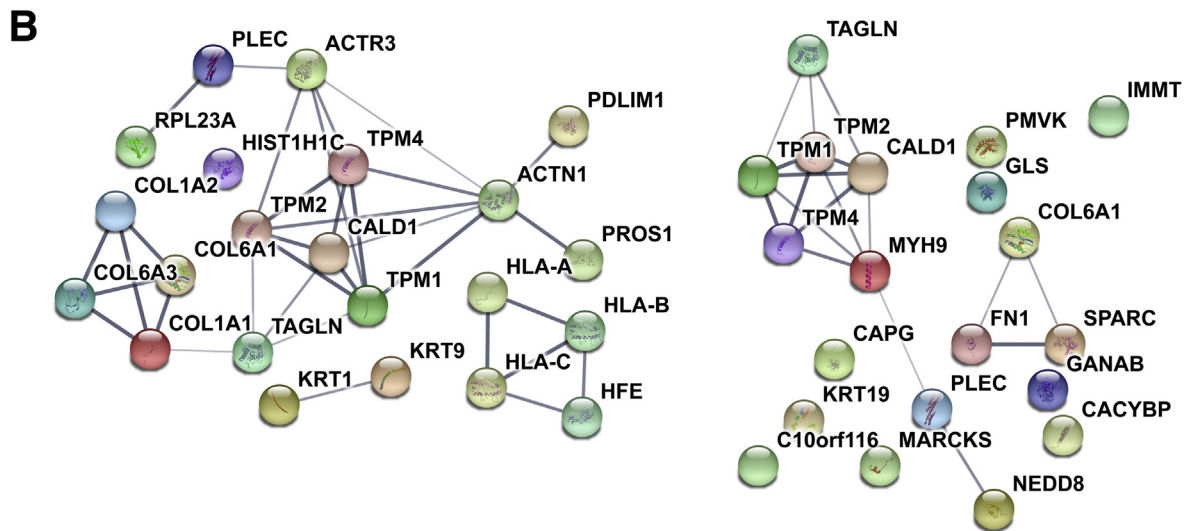 B
PLEC
ACTR3
RPL23A
HIST1H1C
TPM4
PDLIM1
COL1A2
ACTN1
TPM2
COL6A1
CALD1
PROS1
COL6A3
HLA-A
TPM1
HLA-B
COL1A1
TAGLN
KRT9
HLA-C
KRT1
HFE
TAGLN
IMMT
TPM2
PMVK
TPM1
CALD1
GLS
TPM4
COL6A1
MYH9
FN1
SPARC
CAPG
GANAB
PLEC
KRT19
CACYBP
C10orf116
MARCKS
NEDD8